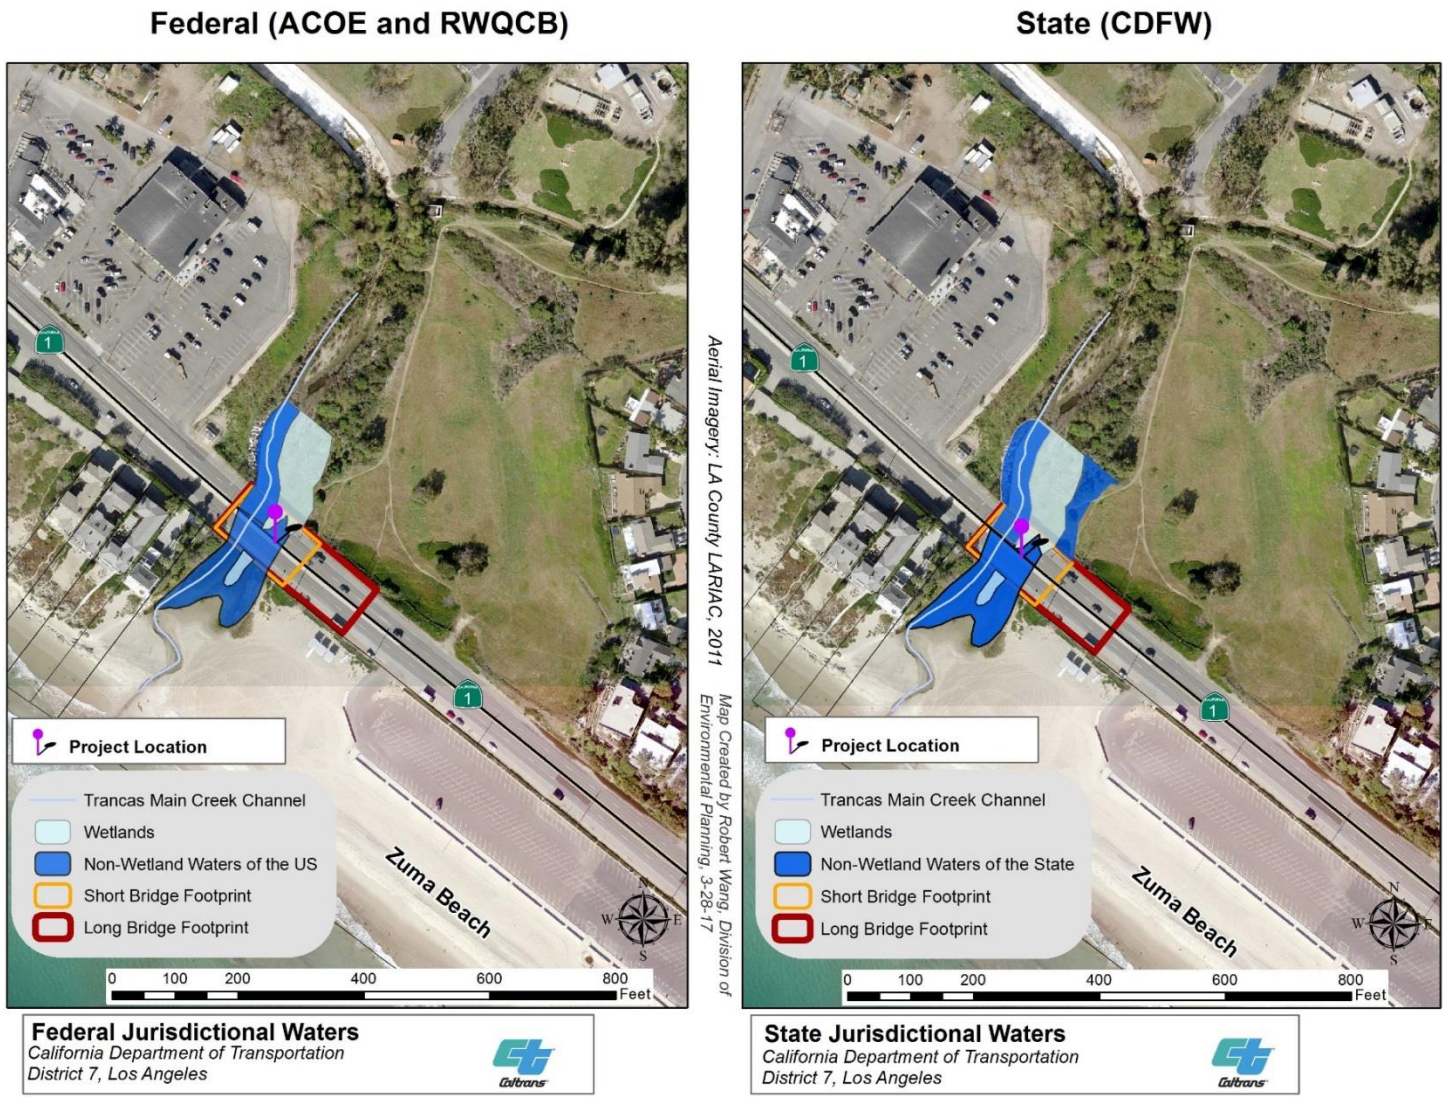 Federal (ACOE and RWQCB)
1
1
Project Location
Trancas Main Creek Channel
Wetlands
Non-Wetland Waters of the US
Short Bridge Footprint
Long Bridge Footprint
Zuma Beach
N
W E
S
0 100 200 400 600 800
Feet
Federal Jurisdictional Waters
California Department of Transportation
District 7, Los Angeles
Caltrans
Aerial Imagery: LA County LARIAC, 2011
Map Created by Robert Wang, Division of
Environmental Planning, 3-28-17
State (CDFW)
1
1
Project Location
Trancas Main Creek Channel
Wetlands
Non-Wetland Waters of the State
Short Bridge Footprint
Long Bridge Footprint
Zuma Beach
N
W E
S
0 100 200 400 600 800
Feet
State Jurisdictional Waters
California Department of Transportation
District 7, Los Angeles
Caltrans